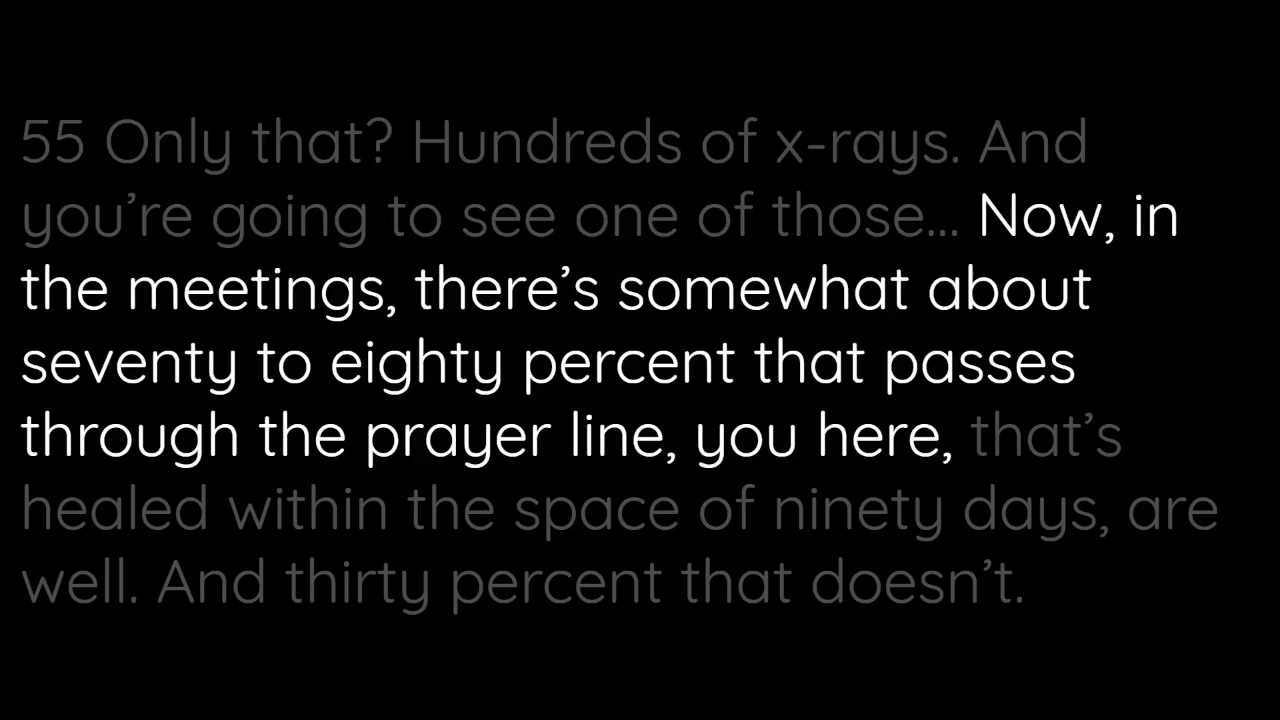 55 Only that? Hundreds of x-rays. And
you’re going to see one of those... Now, in
the meetings, there’s somewhat about
seventy to eighty percent that passes
through the prayer line, you here, that’s
healed within the space of ninety days, are
well. And thirty percent that doesn’t.